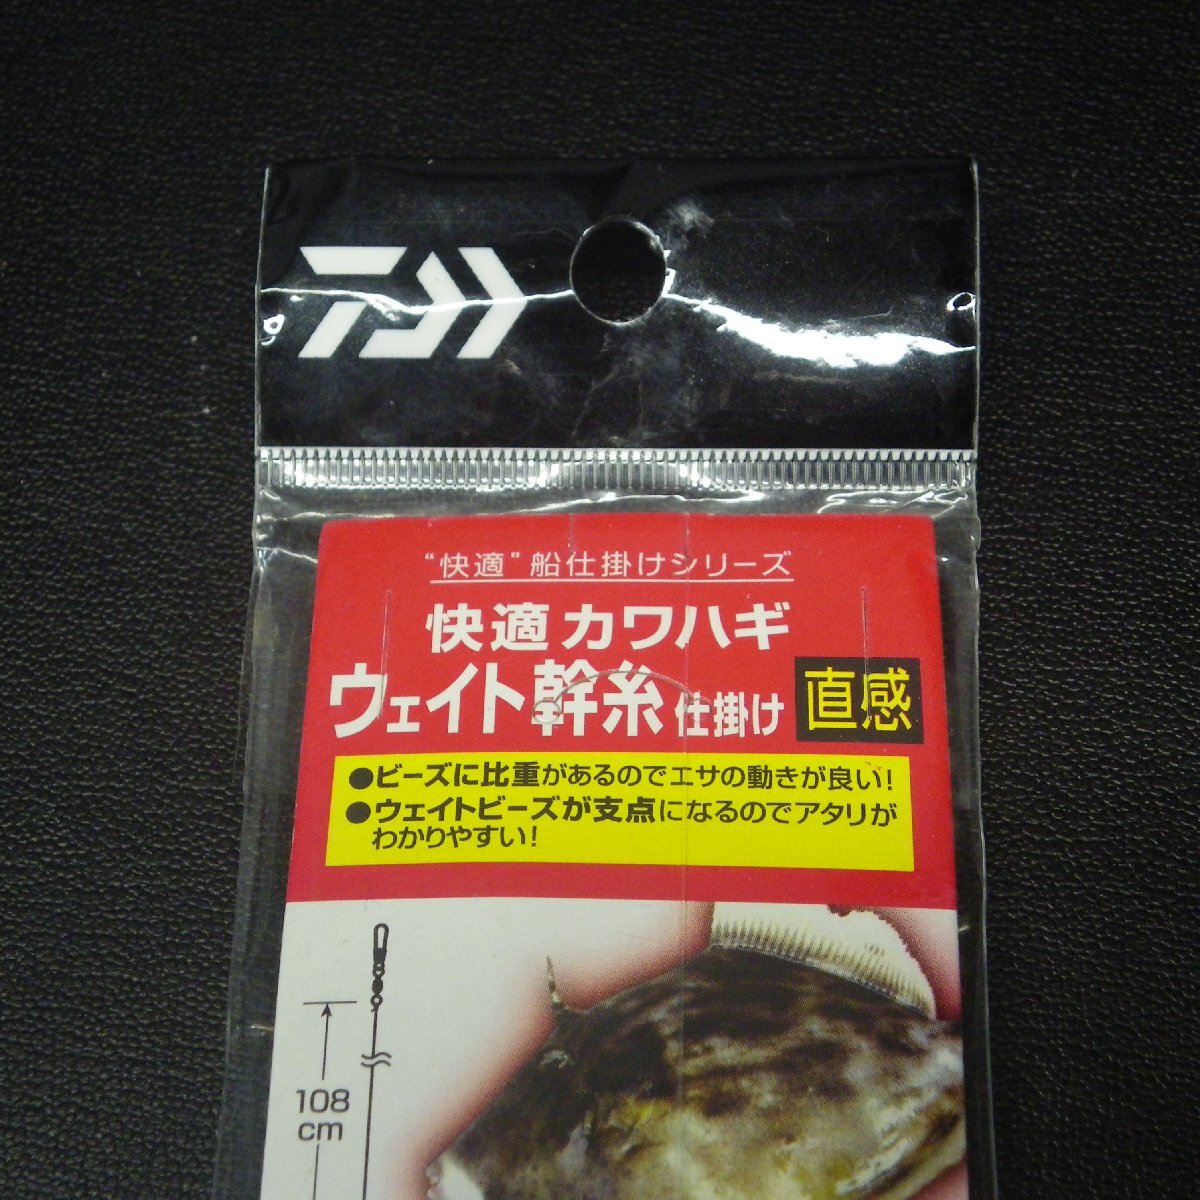 “快適”船仕掛けシリーズ
快適カワハギ
ウェイト幹糸仕掛け 直感
●ビーズに比重があるのでエサの動きが良い!
●ウェイトビーズが支点になるのでアタリが
わかりやすい!
108
cm